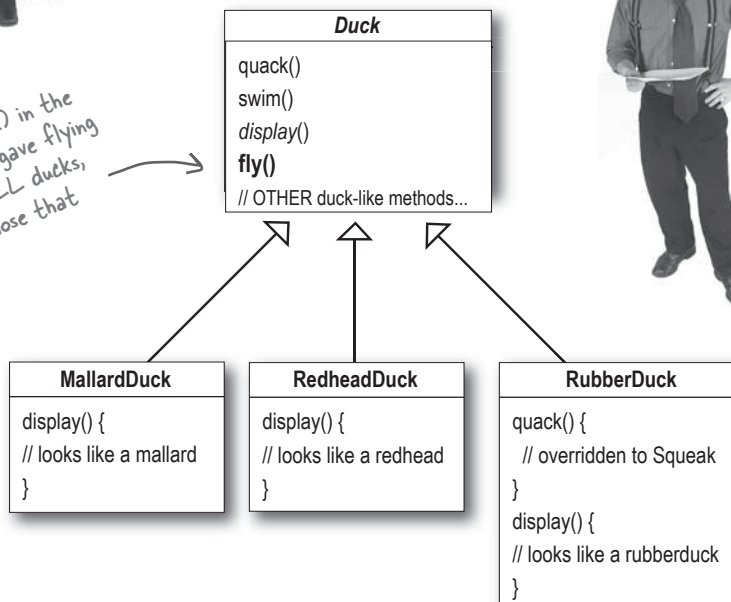 Duck
quack()
swim()
display()
fly()
// OTHER duck-like methods...
) in the
gave flying
LL ducks,
ose that
MallardDuck
display() {
// looks like a mallard
}
RedheadDuck
display() {
// looks like a redhead
}
RubberDuck
quack() {
// overridden to Squeak
}
display() {
// looks like a rubberduck
}